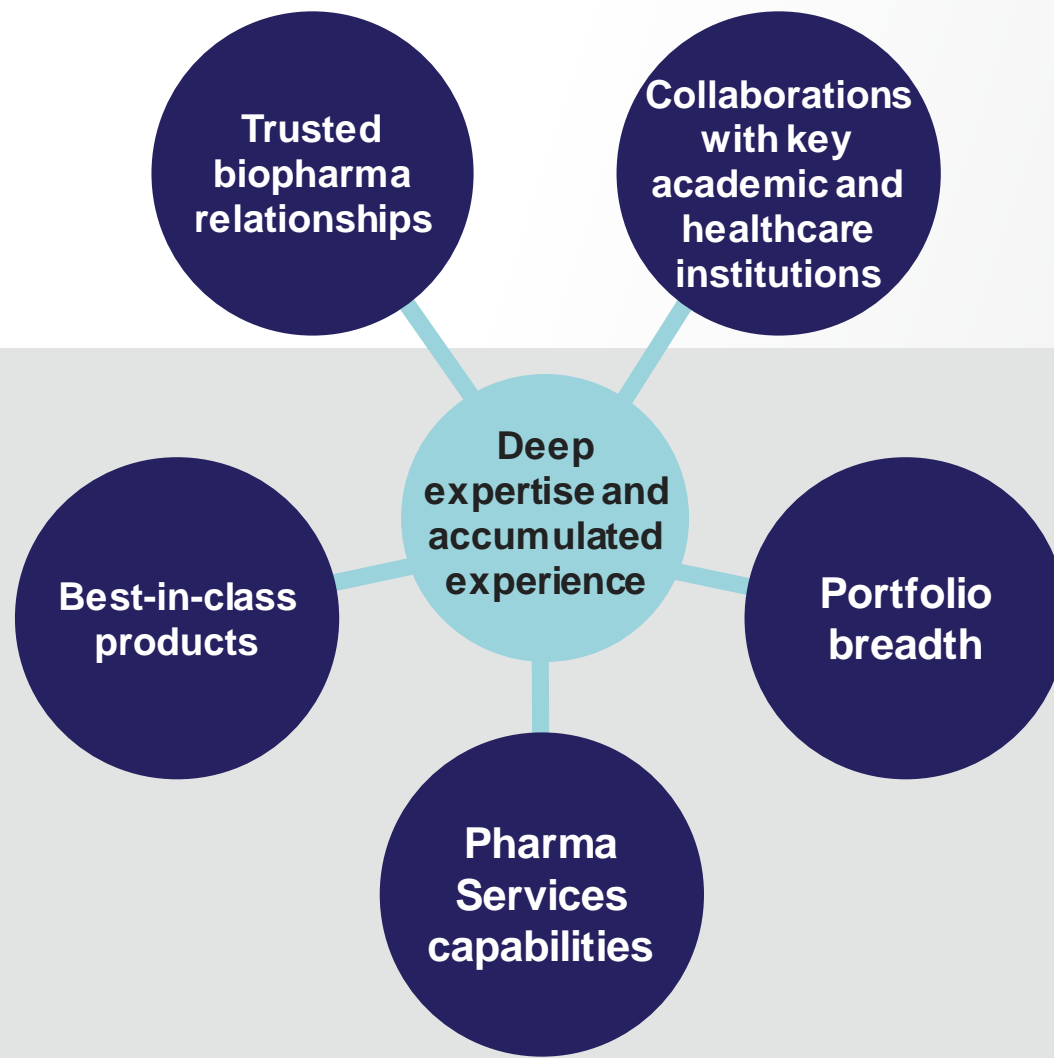 Trusted
biopharma
relationships
Collaborations
with key
academic and
healthcare
institutions
Deep
expertise and
accumulated
experience
Best-in-class
products
Portfolio
breadth
Pharma
Services
capabilities